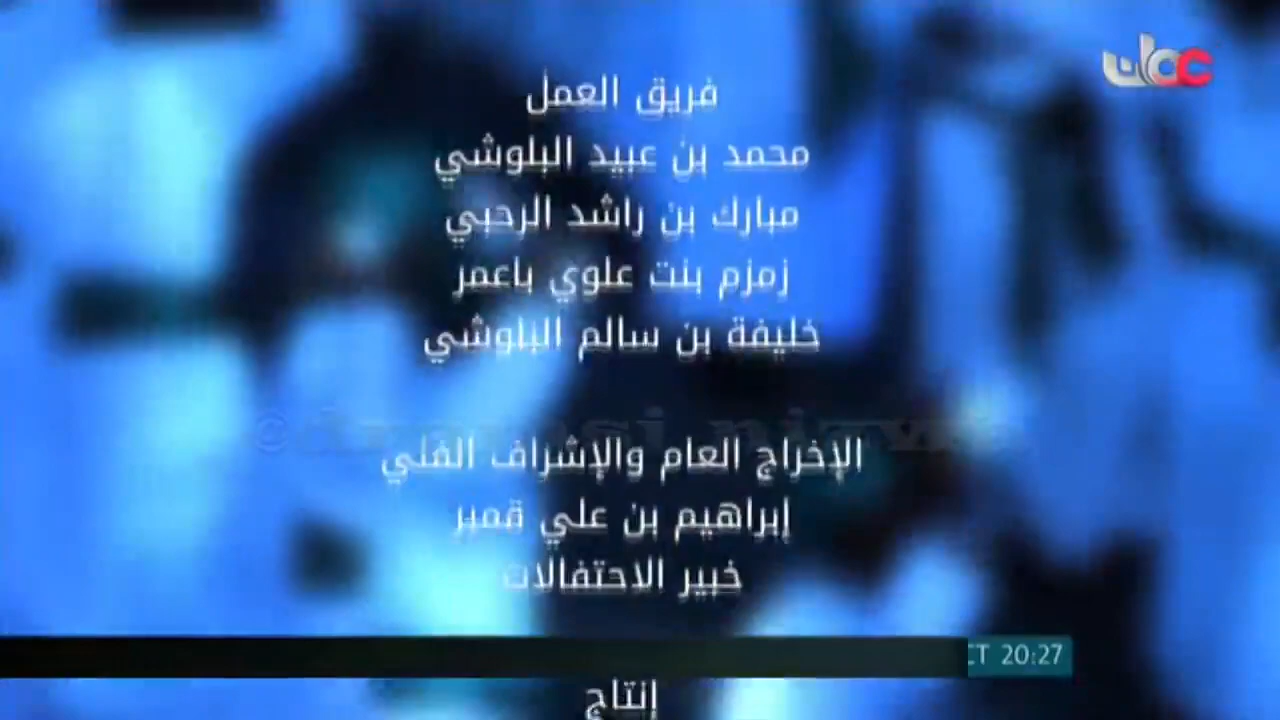 عمان
فريق العمل
محمد بن عبيد البلوشي
مبارك بن راشد الرحبي
زمزم بنت علوي باعمر
خليفة بن سالم البلوشي
الإخراج العام والإشراف الفني
إبراهيم بن علي قمبر
خبير الاحتفالات
20:27
إنتاج